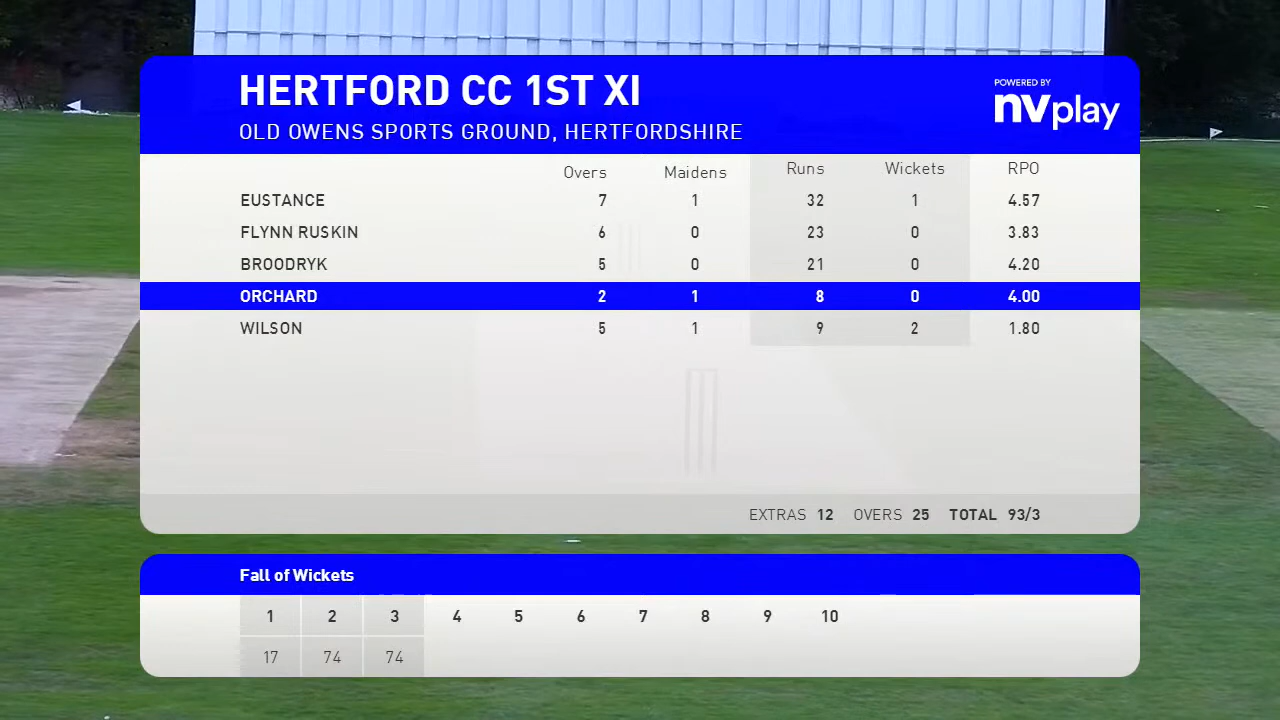 HERTFORD CC 1ST XI
OLD OWENS SPORTS GROUND, HERTFORDSHIRE
POWERED BY
nvplay
Overs Maidens Runs Wickets RPO
EUSTANCE 7 1 32 1 4.57
FLYNN RUSKIN 6 0 23 0 3.83
BROODRYK 5 0 21 0 4.20
ORCHARD 2 1 8 0 4.00
WILSON 5 1 9 2 1.80
EXTRAS 12 OVERS 25 TOTAL 93/3
Fall of Wickets
1 2 3 4 5 6 7 8 9 10
17 74 74